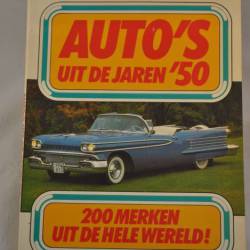 AUTO'S
UIT DE JAREN '50
200 MERKEN
UIT DE HELE WERELD!